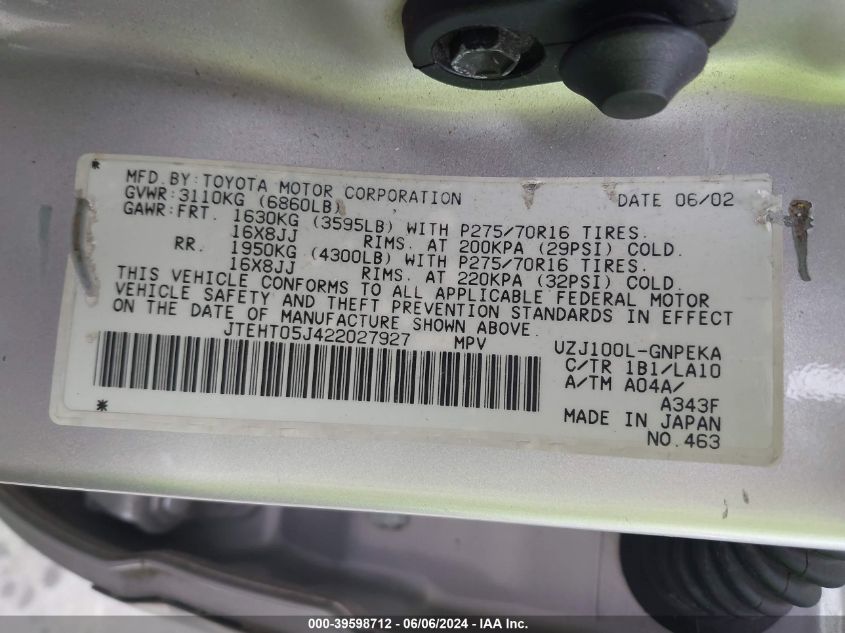 * MFD.BY:TOYOTA MOTOR CORPORATION DATE 06/02
GVWR:3110KG (6860LB)
GAWR:FRT. 1630KG (3595LB) WITH P275/70R16 TIRES.
16X8JJ RIMS. AT 200KPA (29PSI) COLD.
RR. 1950KG (4300LB) WITH P275/70R16 TIRES.
16X8JJ RIMS. AT 220KPA (32PSI) COLD.
THIS VEHICLE CONFORMS TO ALL APPLICABLE FEDERAL MOTOR
VEHICLE SAFETY AND THEFT PREVENTION STANDARDS IN EFFECT
ON THE DATE OF MANUFACTURE SHOWN ABOVE.
JTEHT05J422027927 MPV UZJ100L-GNPEKA
C/TR 1B1/LA10
A/TM A04A/
A343F
* MADE IN JAPAN
NO.463
000-39598712 - 06/06/2024 - IAA Inc.